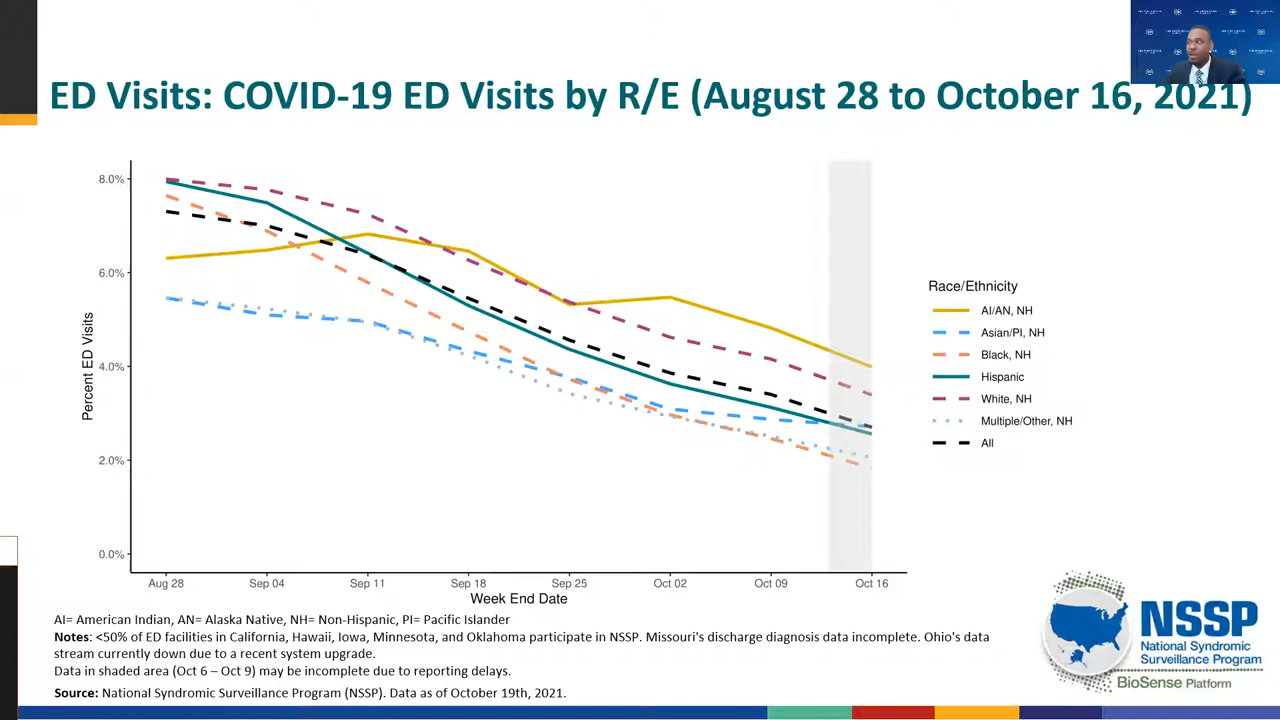 ED Visits: COVID-19 ED Visits by R/E (August 28 to October 16, 2021)
8.0%
6.0%
4.0%
2.0%
0.0%
Percent ED Visits
Aug 28 Sep 04 Sep 11 Sep 18 Sep 25 Oct 02 Oct 09 Oct 16
Week End Date
Race/Ethnicity
AI/AN, NH
Asian/PI, NH
Black, NH
Hispanic
White, NH
Multiple/Other, NH
All
AI= American Indian, AN= Alaska Native, NH= Non-Hispanic, PI= Pacific Islander
Notes: <50% of ED facilities in California, Hawaii, Iowa, Minnesota, and Oklahoma participate in NSSP. Missouri's discharge diagnosis data incomplete. Ohio's data
stream currently down due to a recent system upgrade.
Data in shaded area (Oct 6 – Oct 9) may be incomplete due to reporting delays.
Source: National Syndromic Surveillance Program (NSSP). Data as of October 19th, 2021.
NSSP
National Syndromic
Surveillance Program
BioSense Platform